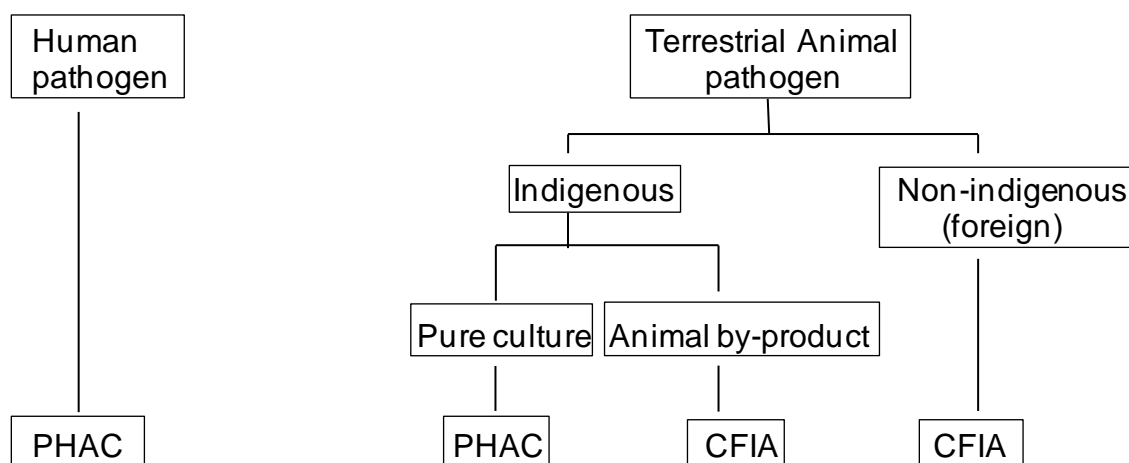 Human
pathogen
Terrestrial Animal
pathogen
Indigenous
Non-indigenous
(foreign)
Pure culture
Animal by-product
PHAC
PHAC
CFIA
CFIA